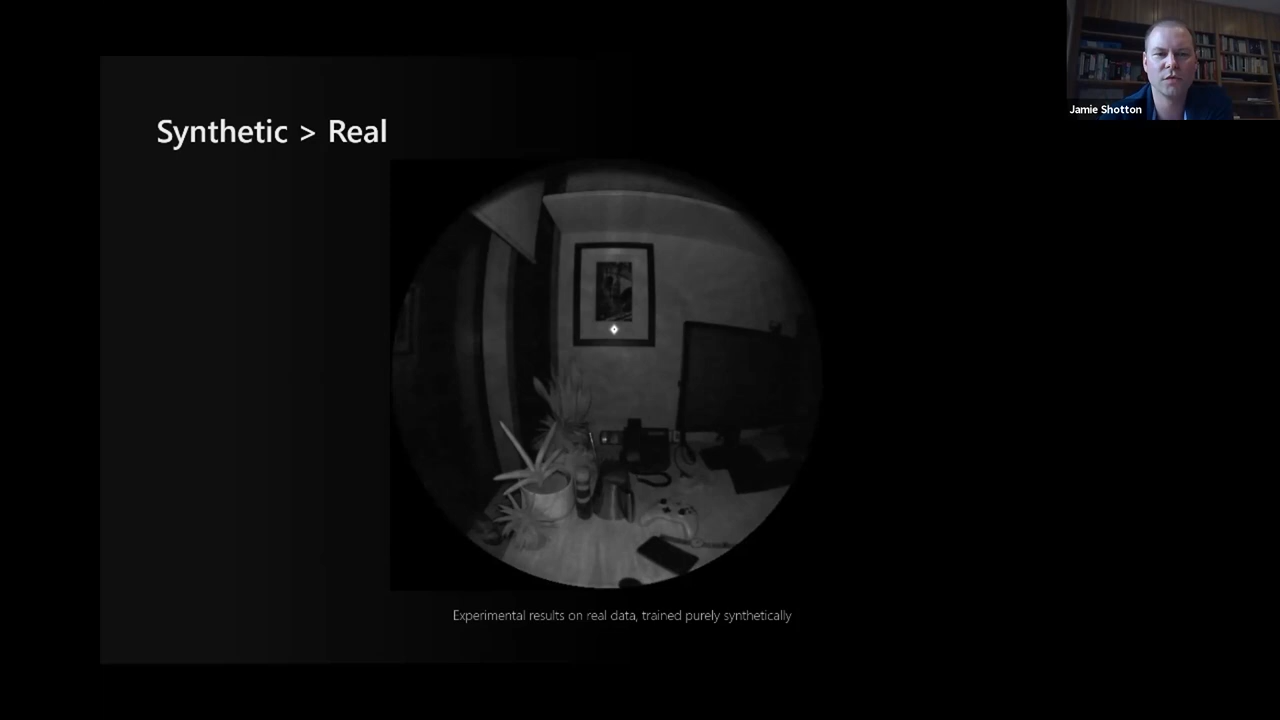 Jamie Shotton
Synthetic > Real
Experimental results on real data, trained purely synthetically